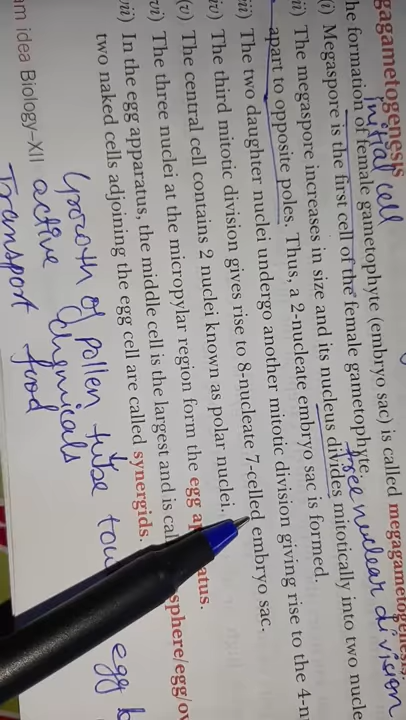 gagametogenesis
initial cell
he formation of female gametophyte (embryo sac) is called megagametogenesis.
(i) Megaspore is the first cell of the female gametophyte.
free nuclear division
ii) The megaspore increases in size and its nucleus divides mitotically into two nucle
apart to opposite poles. Thus, a 2-nucleate embryo sac is formed.
iii) The two daughter nuclei undergo another mitotic division giving rise to the 4-n
iv) The third mitotic division gives rise to 8-nucleate 7-celled embryo sac.
(v) The central cell contains 2 nuclei known as polar nuclei.
vi) The three nuclei at the micropylar region form the egg ap atus.
vii) In the egg apparatus, the middle cell is the largest and is cal sphere/egg/ov
two naked cells adjoining the egg cell are called synergids.
Growth of pollen tube tow egg
active chemicals
Transport food
am idea Biology–XII